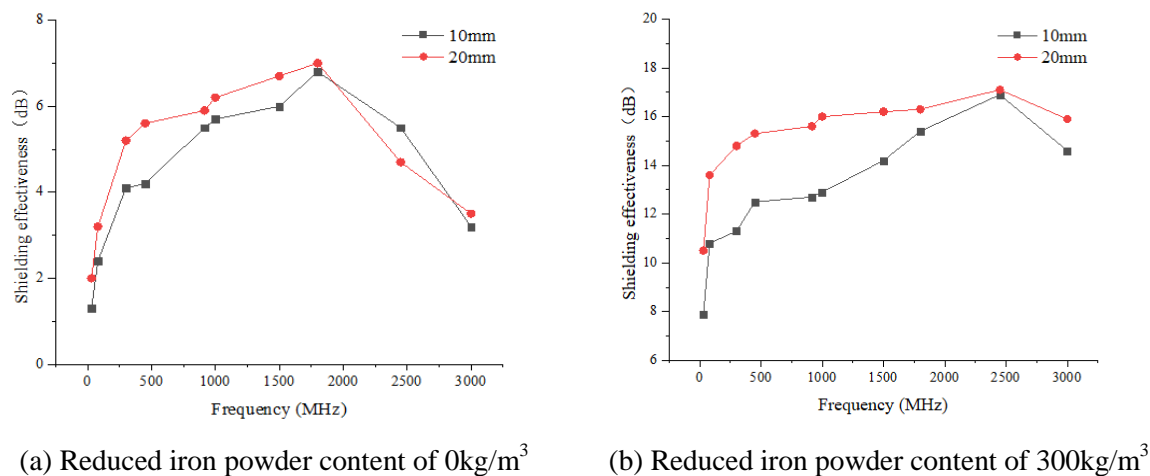 8
6
4
2
0
Shielding effectiveness（dB）
10mm
20mm
0 500 1000 1500 2000 2500 3000
Frequency (MHz)
(a) Reduced iron powder content of 0kg/m³
20
18
16
14
12
10
8
6
Shielding effectiveness（dB）
10mm
20mm
0 500 1000 1500 2000 2500 3000
Frequency (MHz)
(b) Reduced iron powder content of 300kg/m³